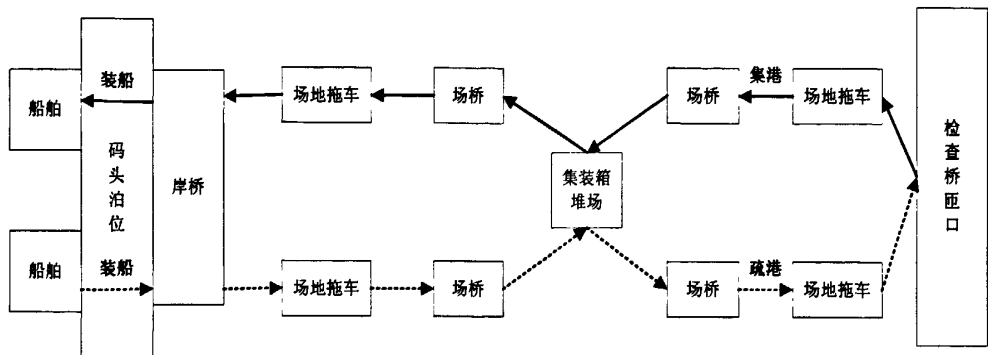 装船
集港
船舶
场地拖车
场桥
场桥
场地拖车
码头泊位
岸桥
集装箱
堆场
检查桥匝口
船舶
装船
场地拖车
场桥
场桥
疏港
场地拖车